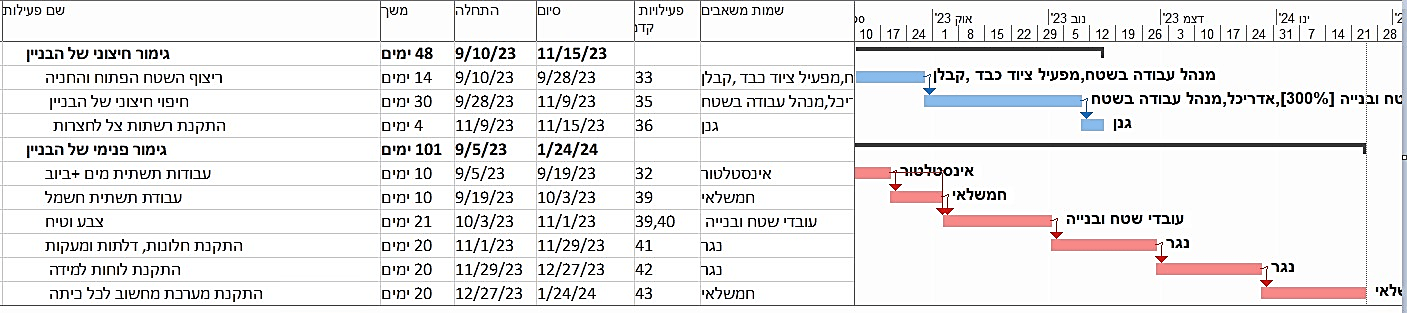 שם פעילות משך התחלה סיום פעילויות קדמ שמות משאבים
אוק 23' נוב 23' דצמ 23' ינו 24'
10 17 24 1 8 15 22 29 5 12 19 26 3 10 17 24 31 7 14 21 28
גימור חיצוני של הבניין 48 ימים 9/10/23 11/15/23
ריצוף השטח הפתוח והחניה 14 ימים 9/10/23 9/28/23 33 ח,מפעיל ציוד כבד ,קבלן מנהל עבודה בשטח,מפעיל ציוד כבד ,קבלן
חיפוי חיצוני של הבניין 30 ימים 9/28/23 11/9/23 35 יכל,מנהל עבודה בשטח ח ובנייה [300%],אדריכל,מנהל עבודה בשטח
התקנת רשתות צל לחצרות 4 ימים 11/9/23 11/15/23 36 גנן גנן
גימור פנימי של הבניין 101 ימים 9/5/23 1/24/24
עבודות תשתית מים +ביוב 10 ימים 9/5/23 9/19/23 32 אינסטלטור אינסטלטור
עבודת תשתית חשמל 10 ימים 9/19/23 10/3/23 39 חמשלאי חמשלאי
צבע וטיח 21 ימים 10/3/23 11/1/23 39,40 עובדי שטח ובנייה עובדי שטח ובנייה
התקנת חלונות, דלתות ומעקות 20 ימים 11/1/23 11/29/23 41 נגר נגר
התקנת לוחות למידה 20 ימים 11/29/23 12/27/23 42 נגר נגר
התקנת מערכת מחשוב לכל כיתה 20 ימים 12/27/23 1/24/24 43 חמשלאי שלאי